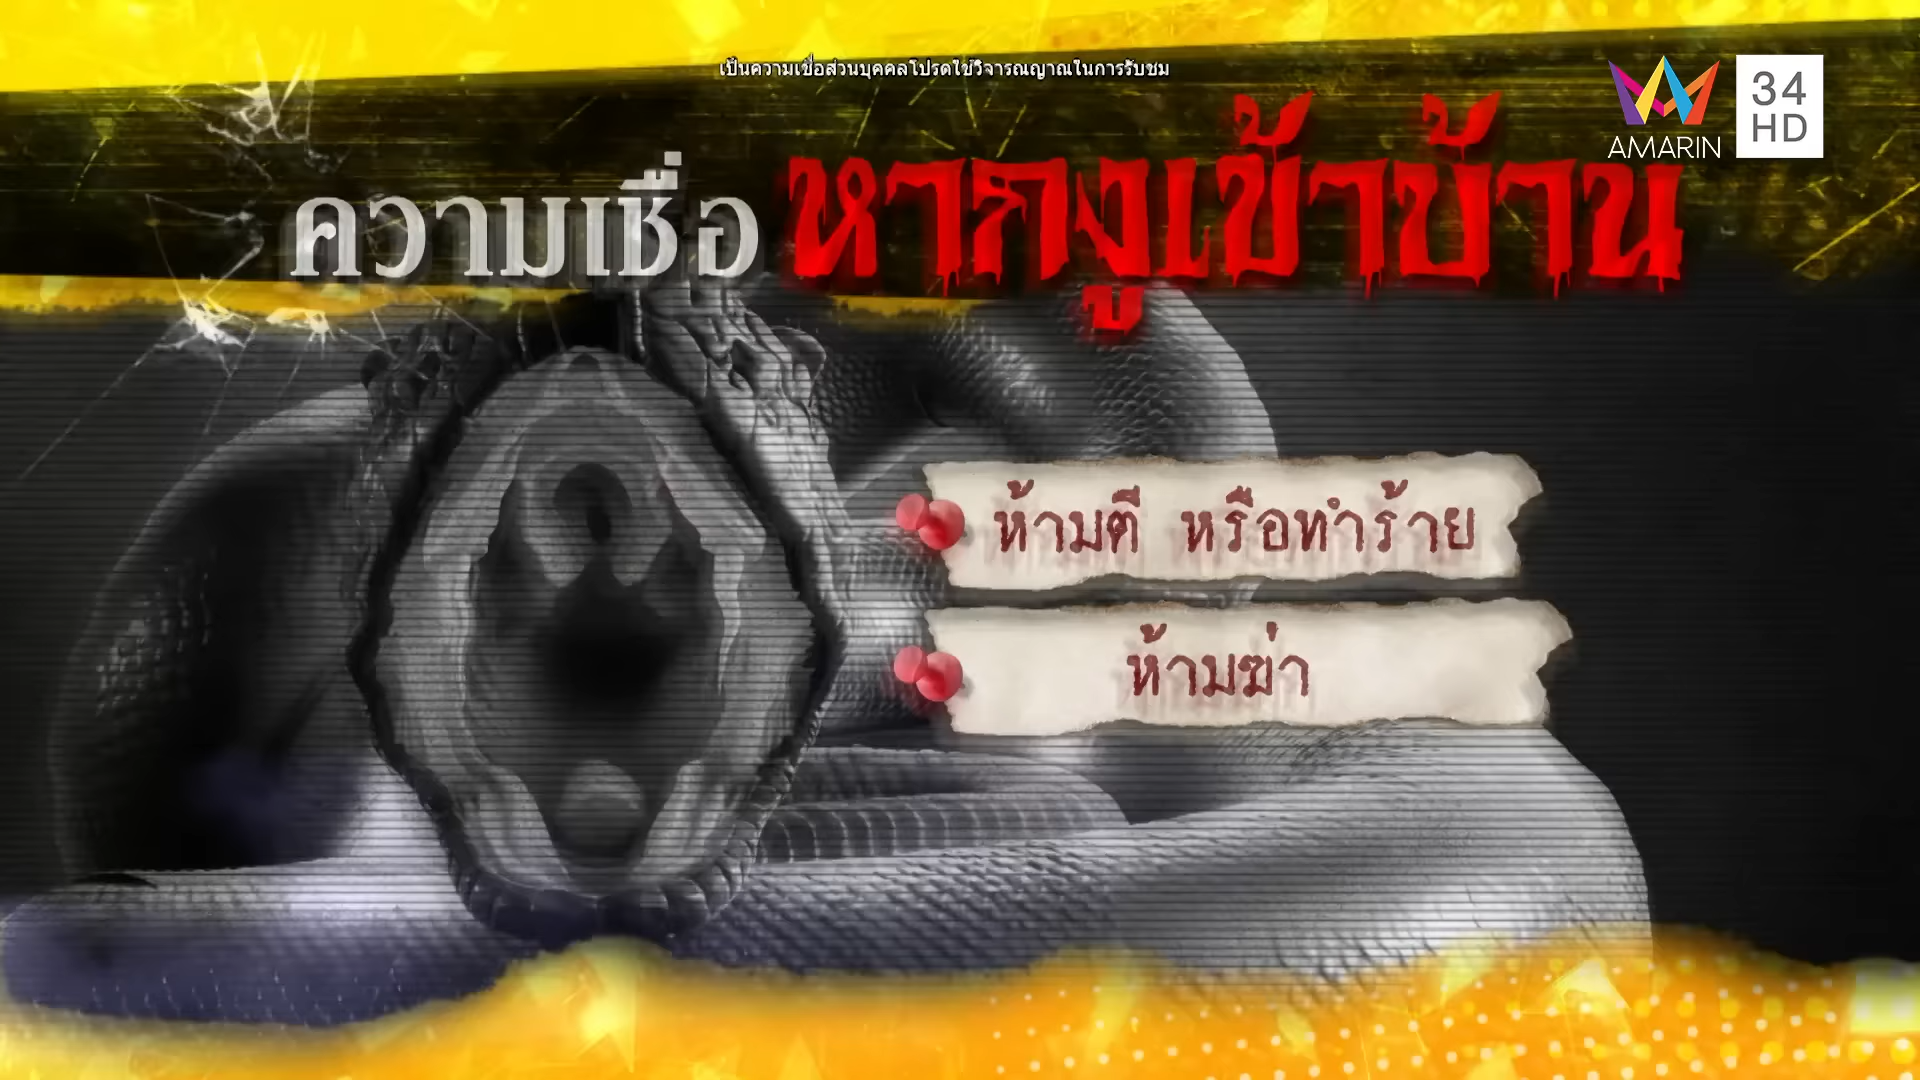 เป็นความเชื่อส่วนบุคคลโปรดใช้วิจารณญาณในการรับชม
AMARIN
34
HD
ความเชื่อ หากงูเข้าบ้าน
ห้ามตี หรือทำร้าย
ห้ามฆ่า